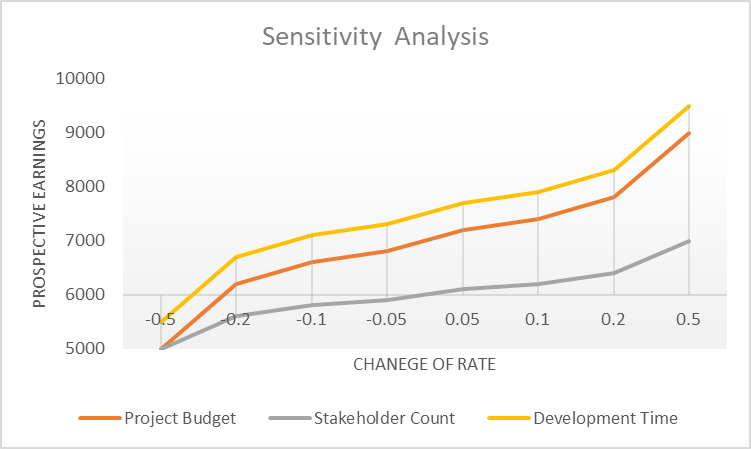 Sensitivity Analysis
10000
9000
8000
7000
6000
5000
PROSPECTIVE EARNINGS
-0.5 -0.2 -0.1 -0.05 0.05 0.1 0.2 0.5
CHANEGE OF RATE
Project Budget Stakeholder Count Development Time